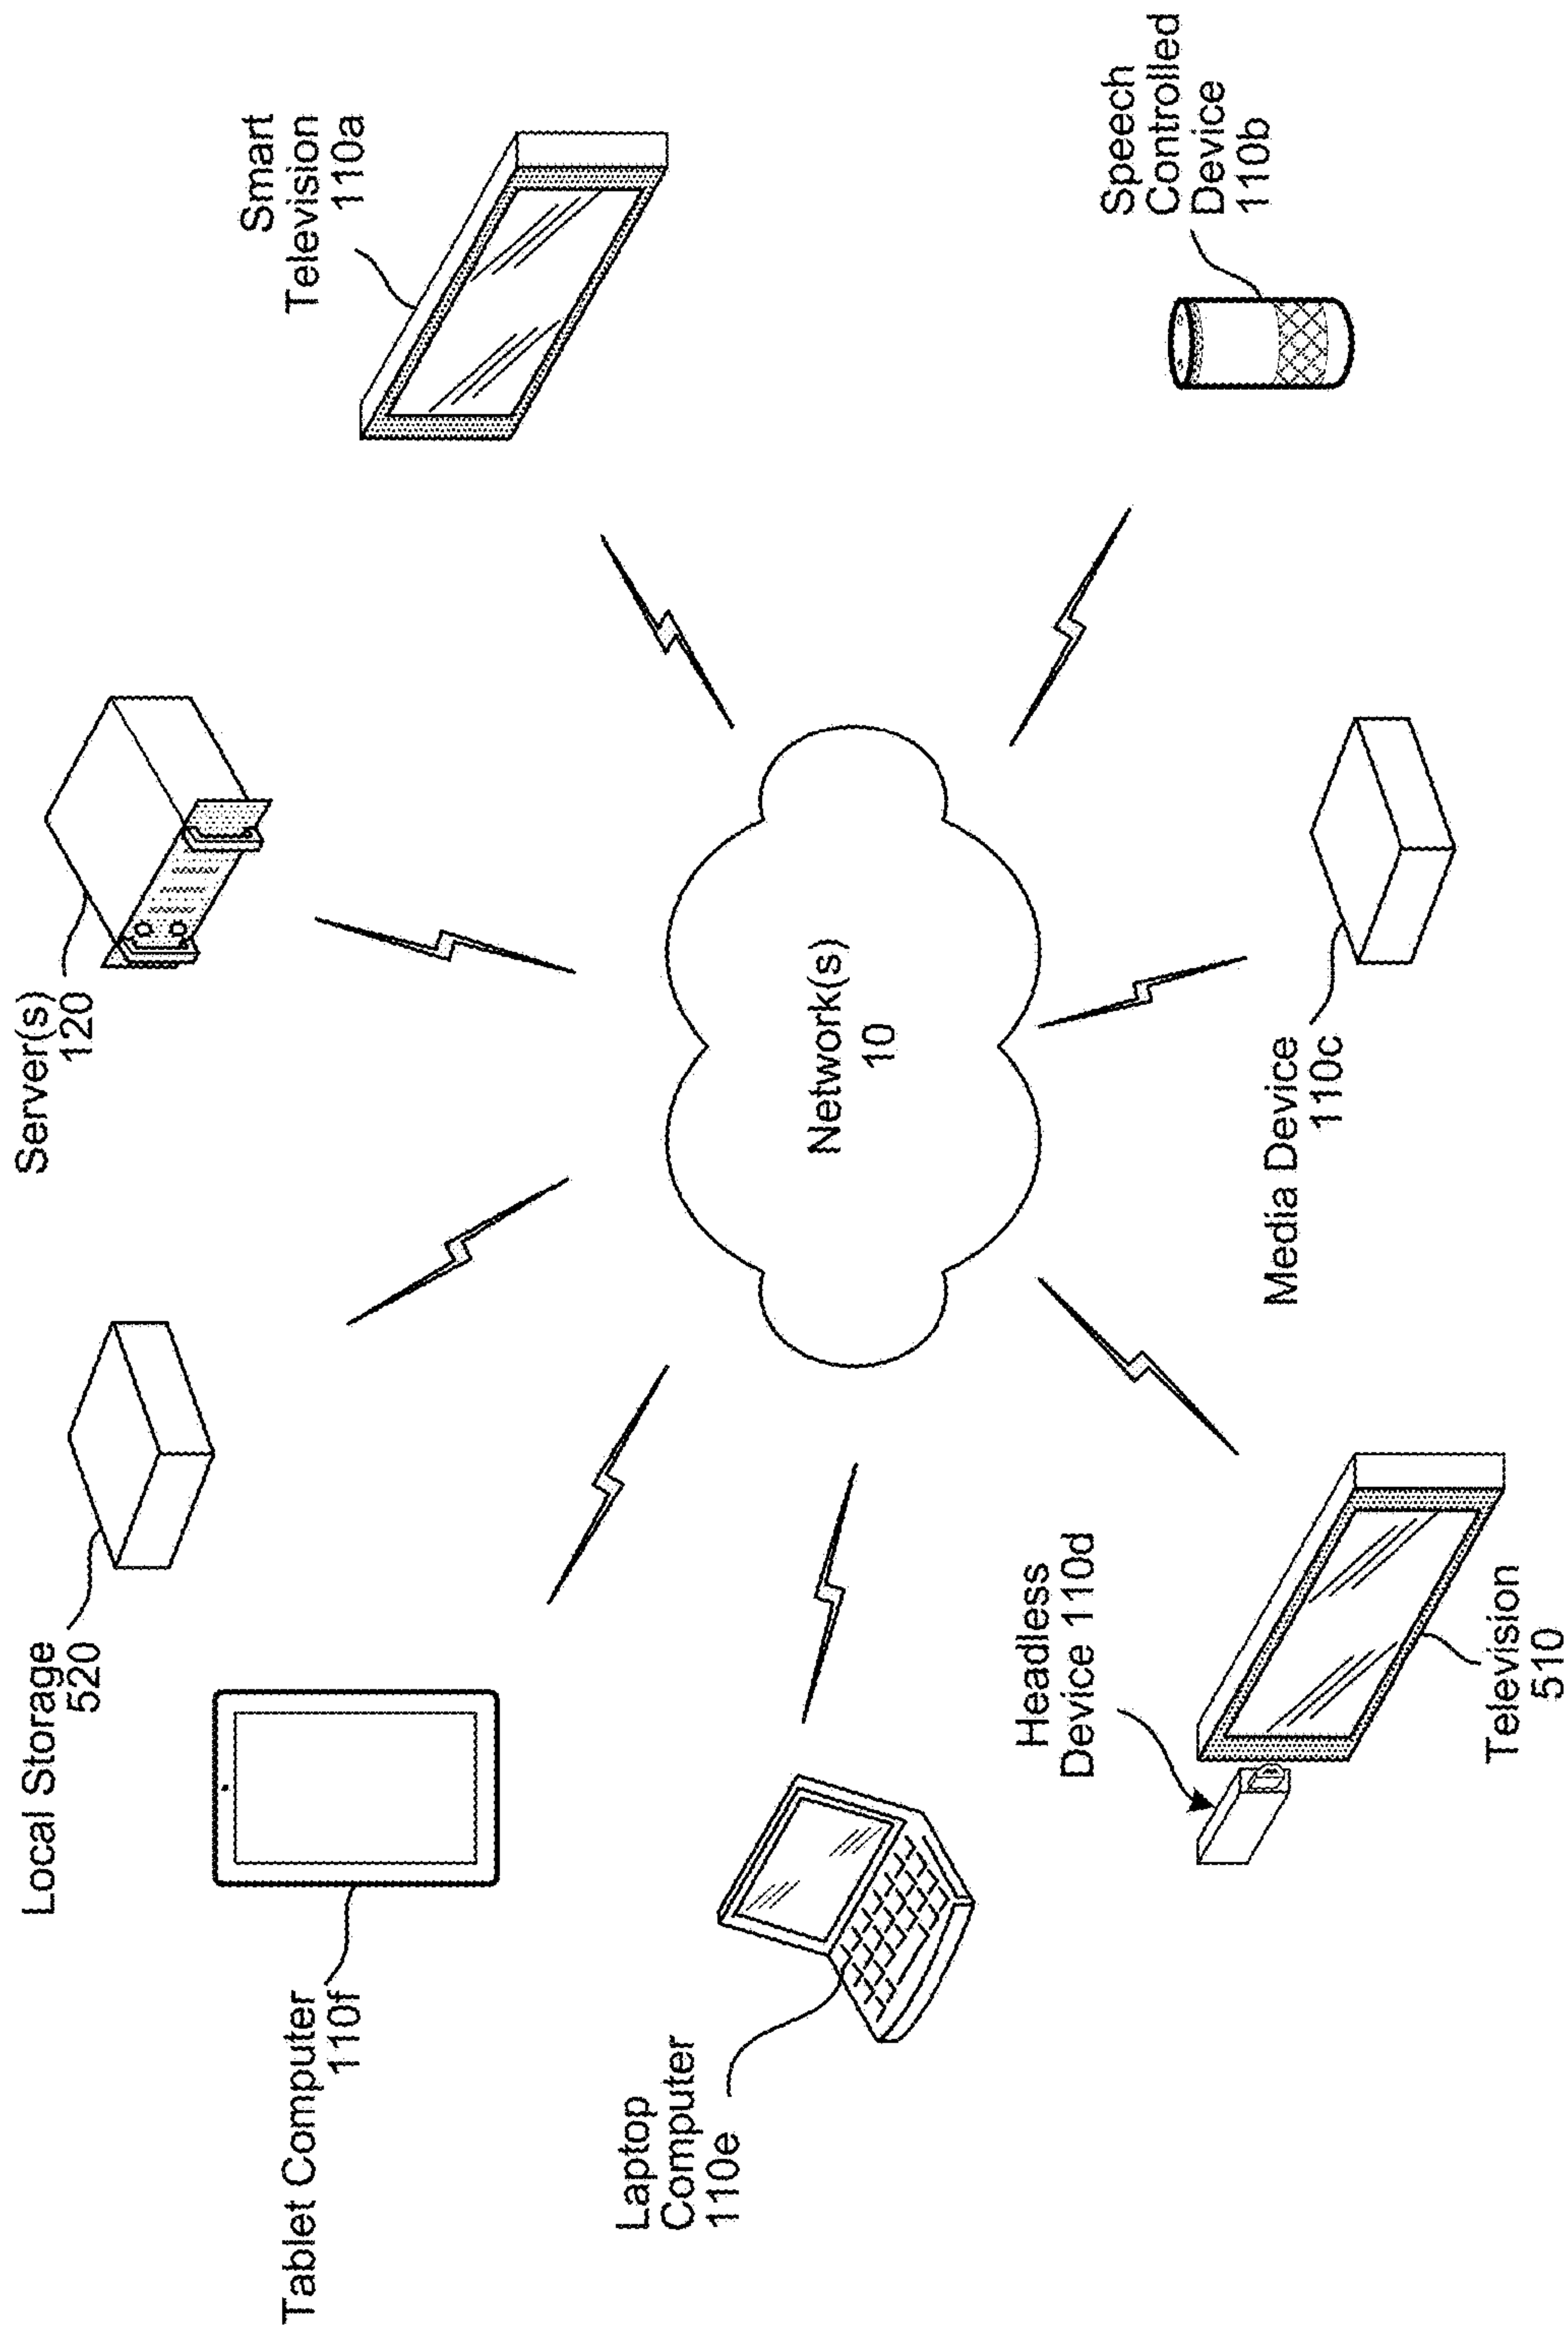 Local Storage
520
Server(s)
120
Smart
Television
110a
Tablet Computer
110f
Network(s)
10
Laptop
Computer
110e
Headless
Device 110d
Television
510
Media Device
110c
Speech
Controlled
Device
110b